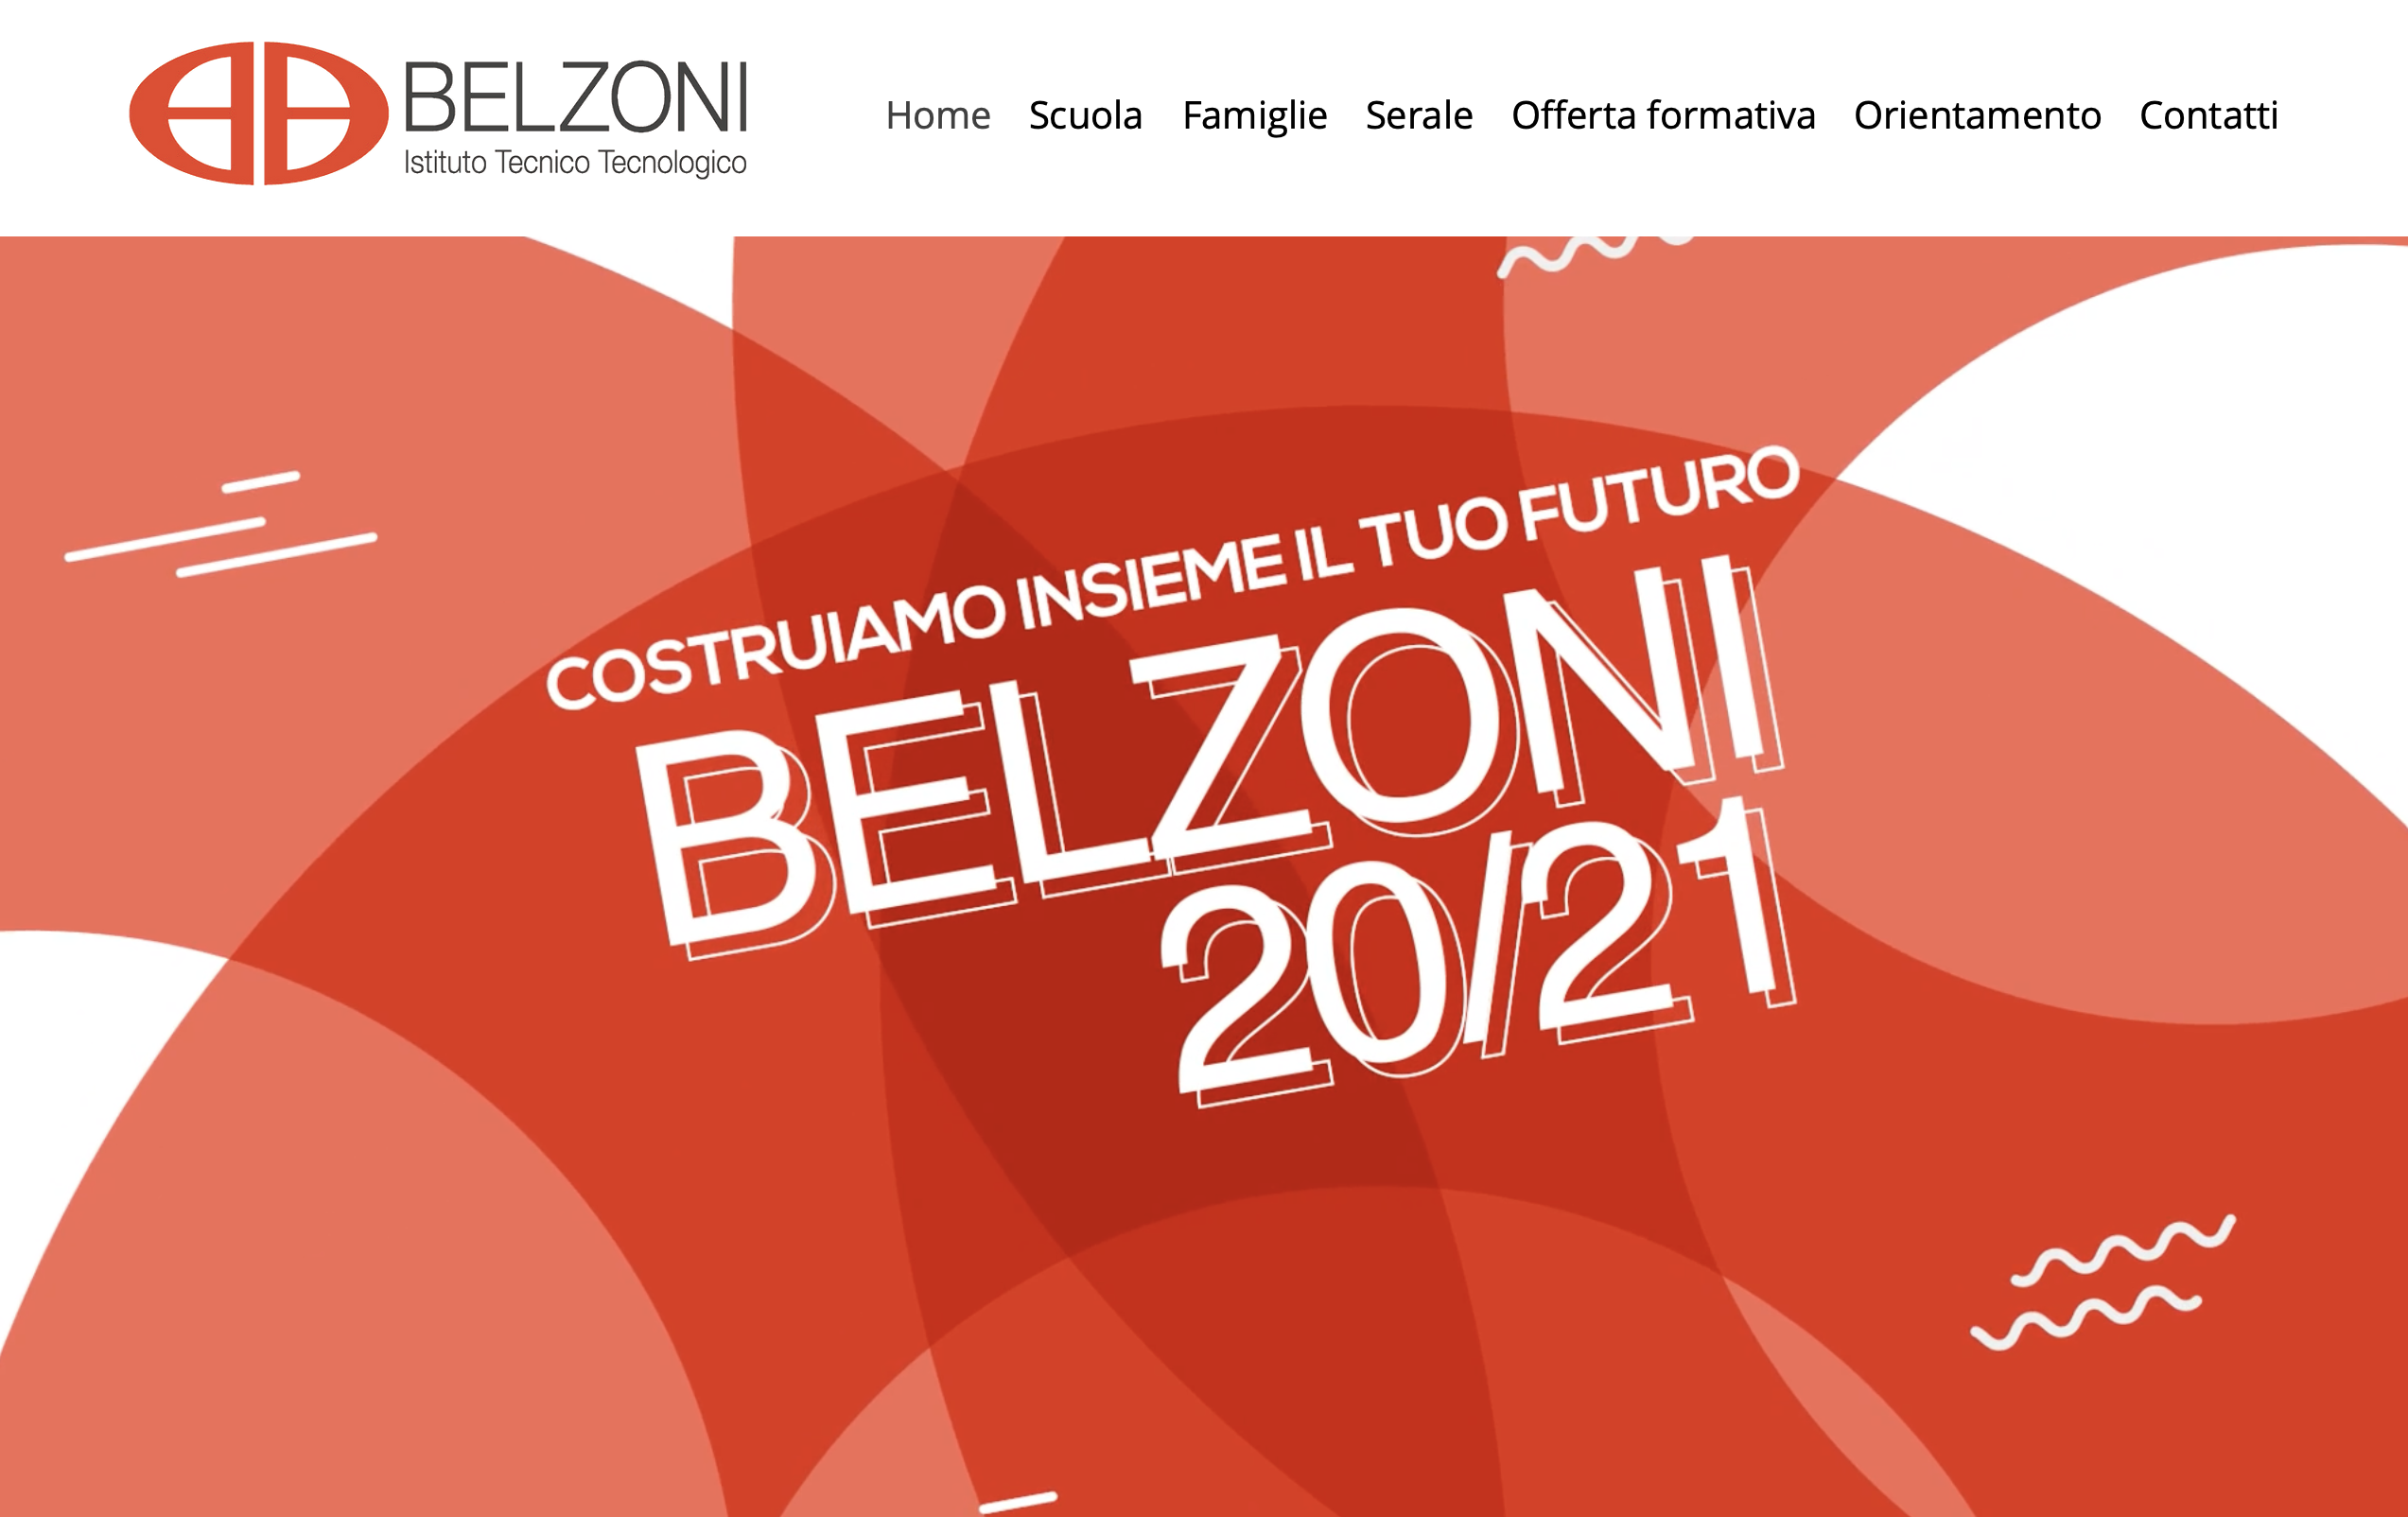 BELZONI
Istituto Tecnico Tecnologico
Home Scuola Famiglie Serale Offerta formativa Orientamento Contatti
COSTRUIAMO INSIEME IL TUO FUTURO
BELZONI
20/21